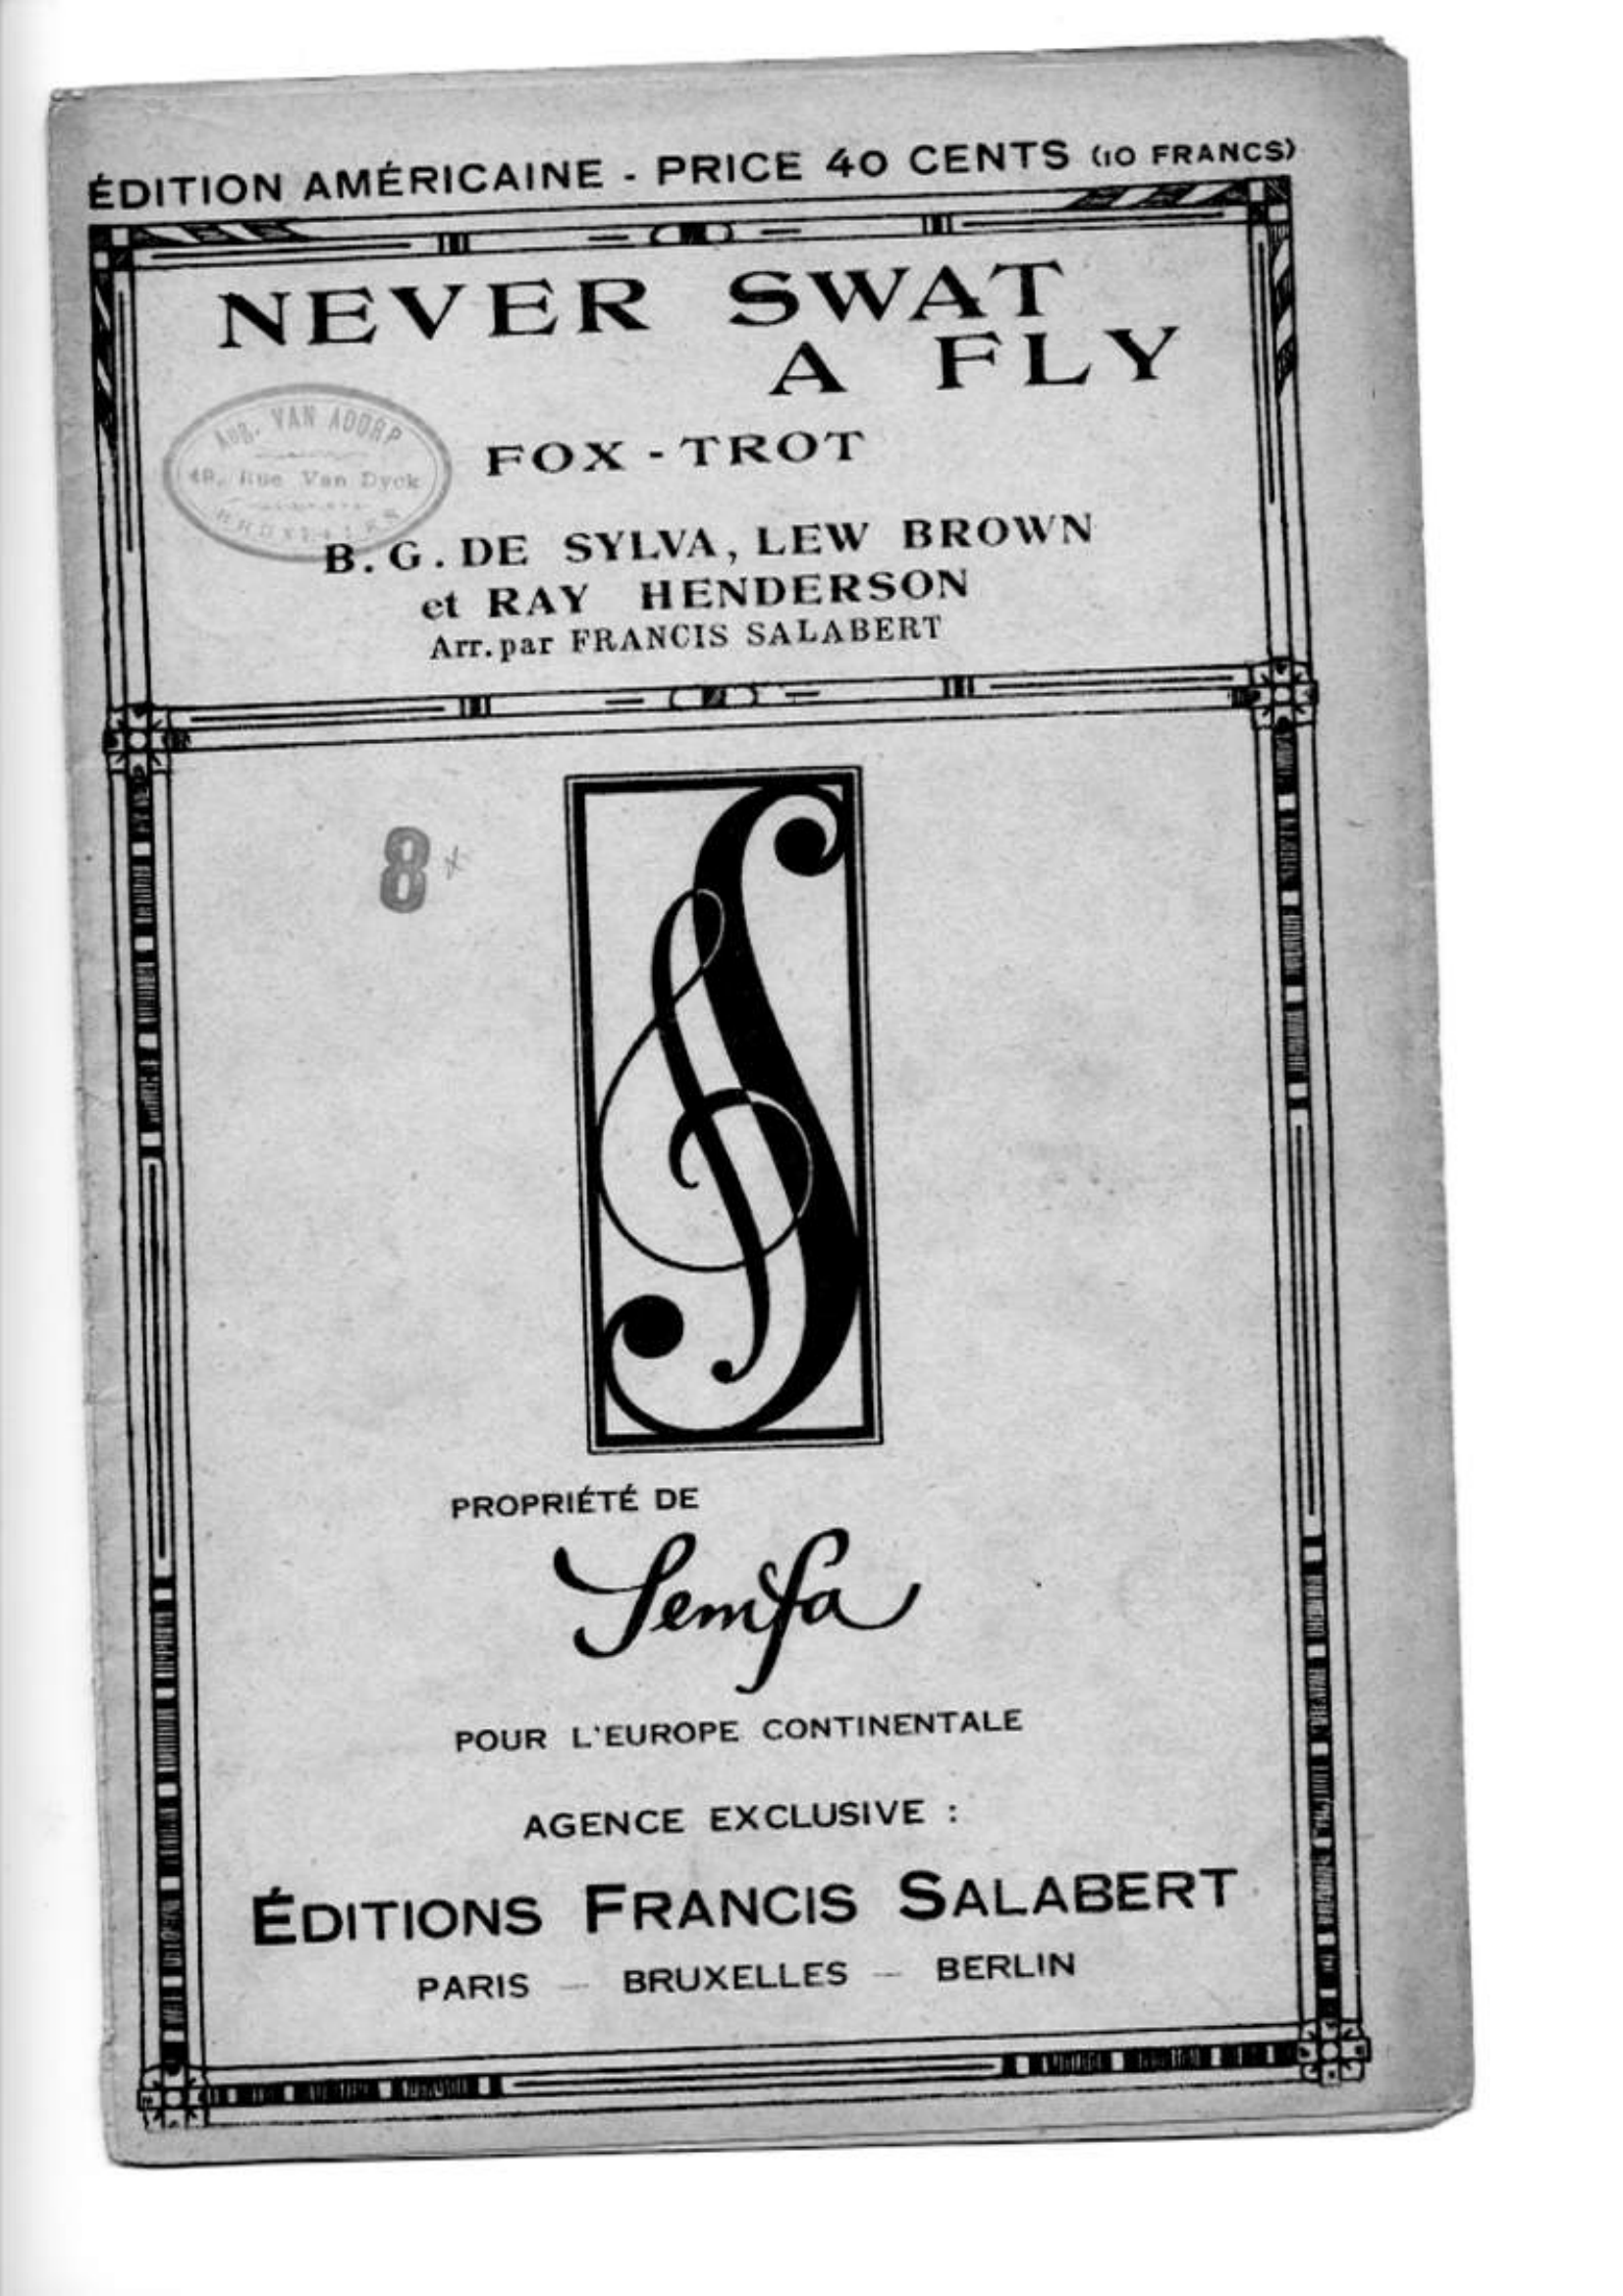 ÉDITION AMÉRICAINE - PRICE 40 CENTS (10 FRANCS)
NEVER SWAT
A FLY
FOX-TROT
AUG. VAN ADORP
49, Rue Van Dyck
BRUXELLES
B. G. DE SYLVA, LEW BROWN
et RAY HENDERSON
Arr. par FRANCIS SALABERT
8
PROPRIÉTÉ DE
Semfa
POUR L'EUROPE CONTINENTALE
AGENCE EXCLUSIVE :
ÉDITIONS FRANCIS SALABERT
PARIS — BRUXELLES — BERLIN